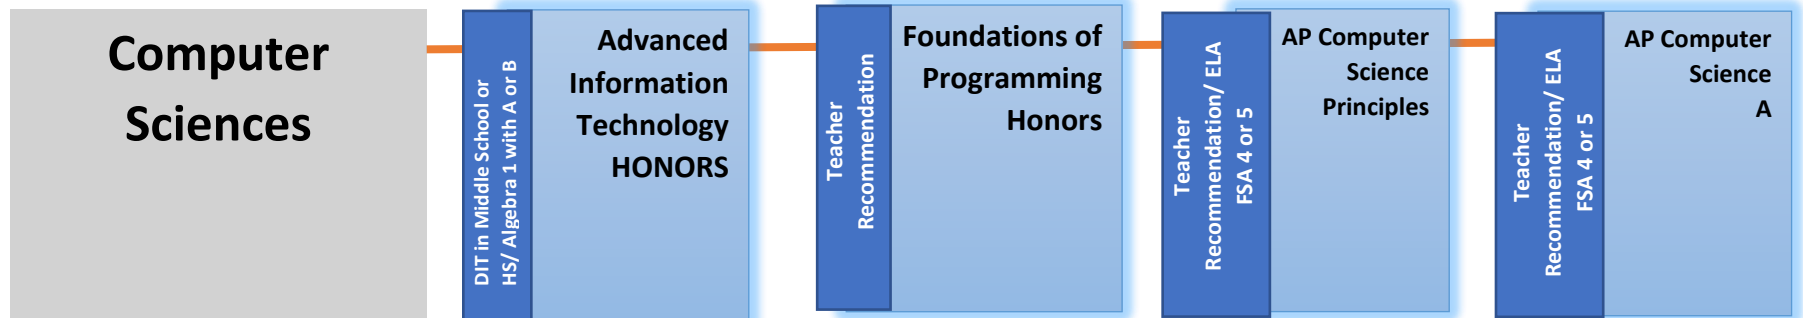 Computer
Sciences
DIT in Middle School or
HS/ Algebra 1 with A or B
Advanced
Information
Technology
HONORS
Teacher
Recommendation
Foundations of
Programming
Honors
Teacher
Recommendation/ ELA
FSA 4 or 5
AP Computer
Science
Principles
Teacher
Recommendation/ ELA
FSA 4 or 5
AP Computer
Science
A